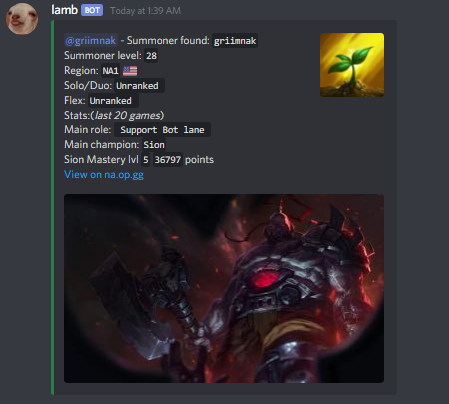 lamb BOT Today at 1:39 AM
@griimnak - Summoner found: griimnak
Summoner level: 28
Region: NA1
Solo/Duo: Unranked
Flex: Unranked
Stats:(last 20 games)
Main role: Support Bot lane
Main champion: Sion
Sion Mastery lvl 5 36797 points
View on na.op.gg